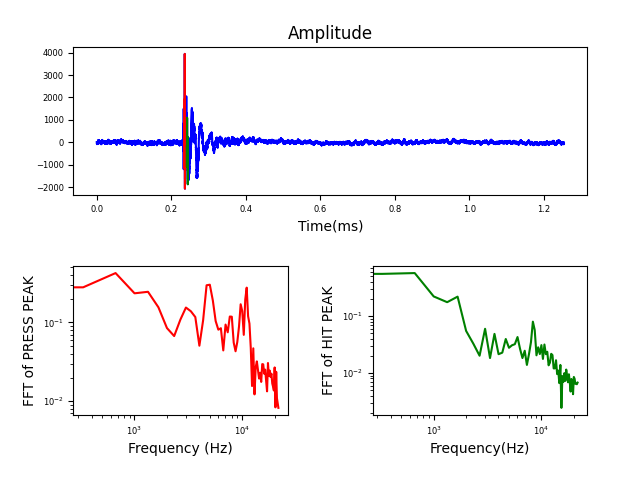 Amplitude
4000
3000
2000
1000
0
−1000
−2000
0.0 0.2 0.4 0.6 0.8 1.0 1.2
Time(ms)
FFT of PRESS PEAK
10⁻¹
10⁻²
10³ 10⁴
Frequency (Hz)
FFT of HIT PEAK
10⁻¹
10⁻²
10³ 10⁴
Frequency(Hz)